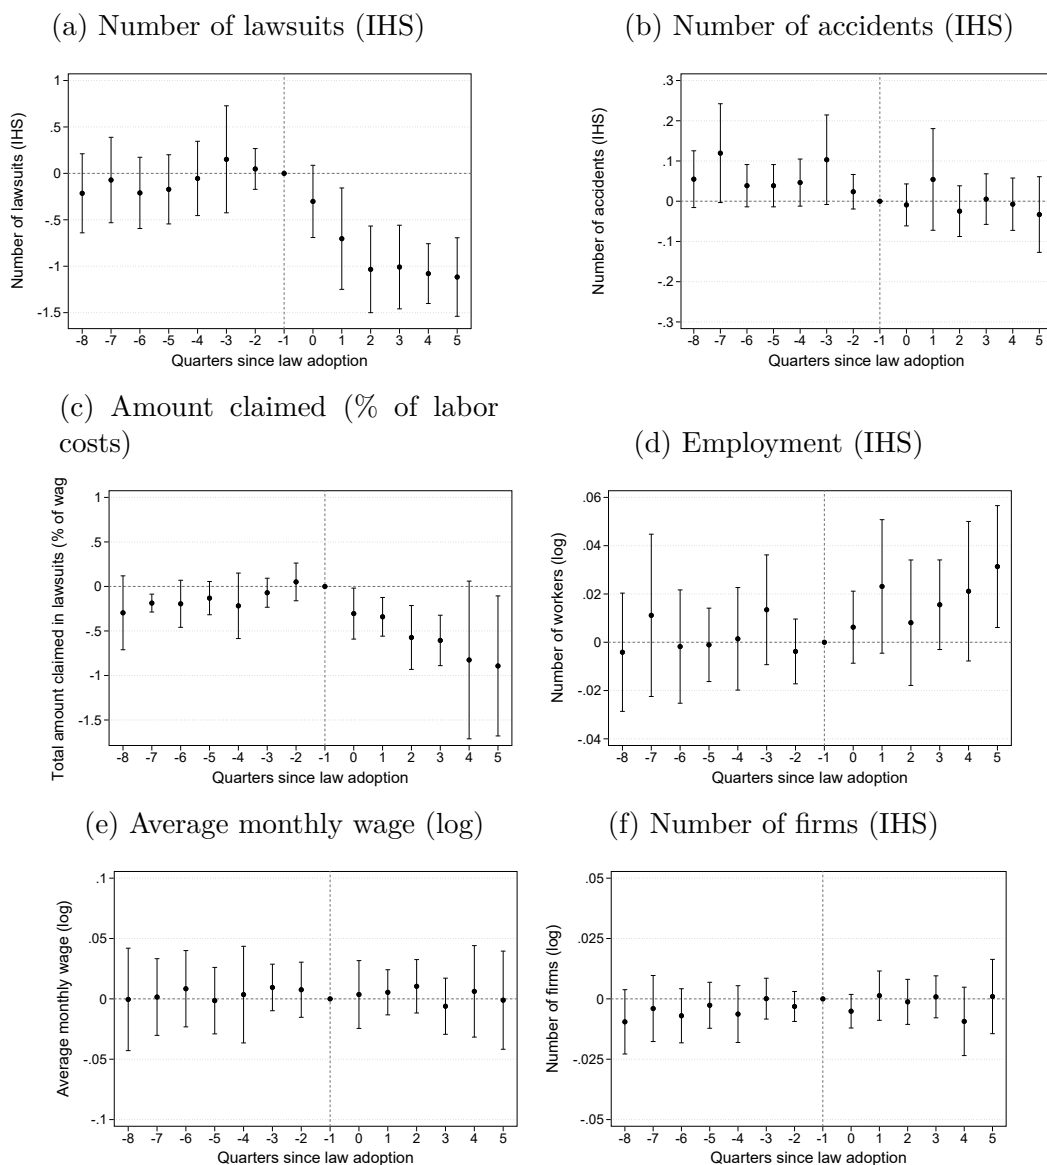 (a) Number of lawsuits (IHS)
Number of lawsuits (IHS)
1
.5
0
-.5
-1
-1.5
-8 -7 -6 -5 -4 -3 -2 -1 0 1 2 3 4 5
Quarters since law adoption
(b) Number of accidents (IHS)
Number of accidents (IHS)
.3
.2
.1
0
-.1
-.2
-.3
-8 -7 -6 -5 -4 -3 -2 -1 0 1 2 3 4 5
Quarters since law adoption
(c) Amount claimed (% of labor
costs)
Total amount claimed in lawsuits (% of wag
1
.5
0
-.5
-1
-1.5
-8 -7 -6 -5 -4 -3 -2 -1 0 1 2 3 4 5
Quarters since law adoption
(d) Employment (IHS)
Number of workers (log)
.06
.04
.02
0
-.02
-.04
-8 -7 -6 -5 -4 -3 -2 -1 0 1 2 3 4 5
Quarters since law adoption
(e) Average monthly wage (log)
Average monthly wage (log)
.1
.05
0
-.05
-.1
-8 -7 -6 -5 -4 -3 -2 -1 0 1 2 3 4 5
Quarters since law adoption
(f) Number of firms (IHS)
Number of firms (log)
.05
.025
0
-.025
-.05
-8 -7 -6 -5 -4 -3 -2 -1 0 1 2 3 4 5
Quarters since law adoption